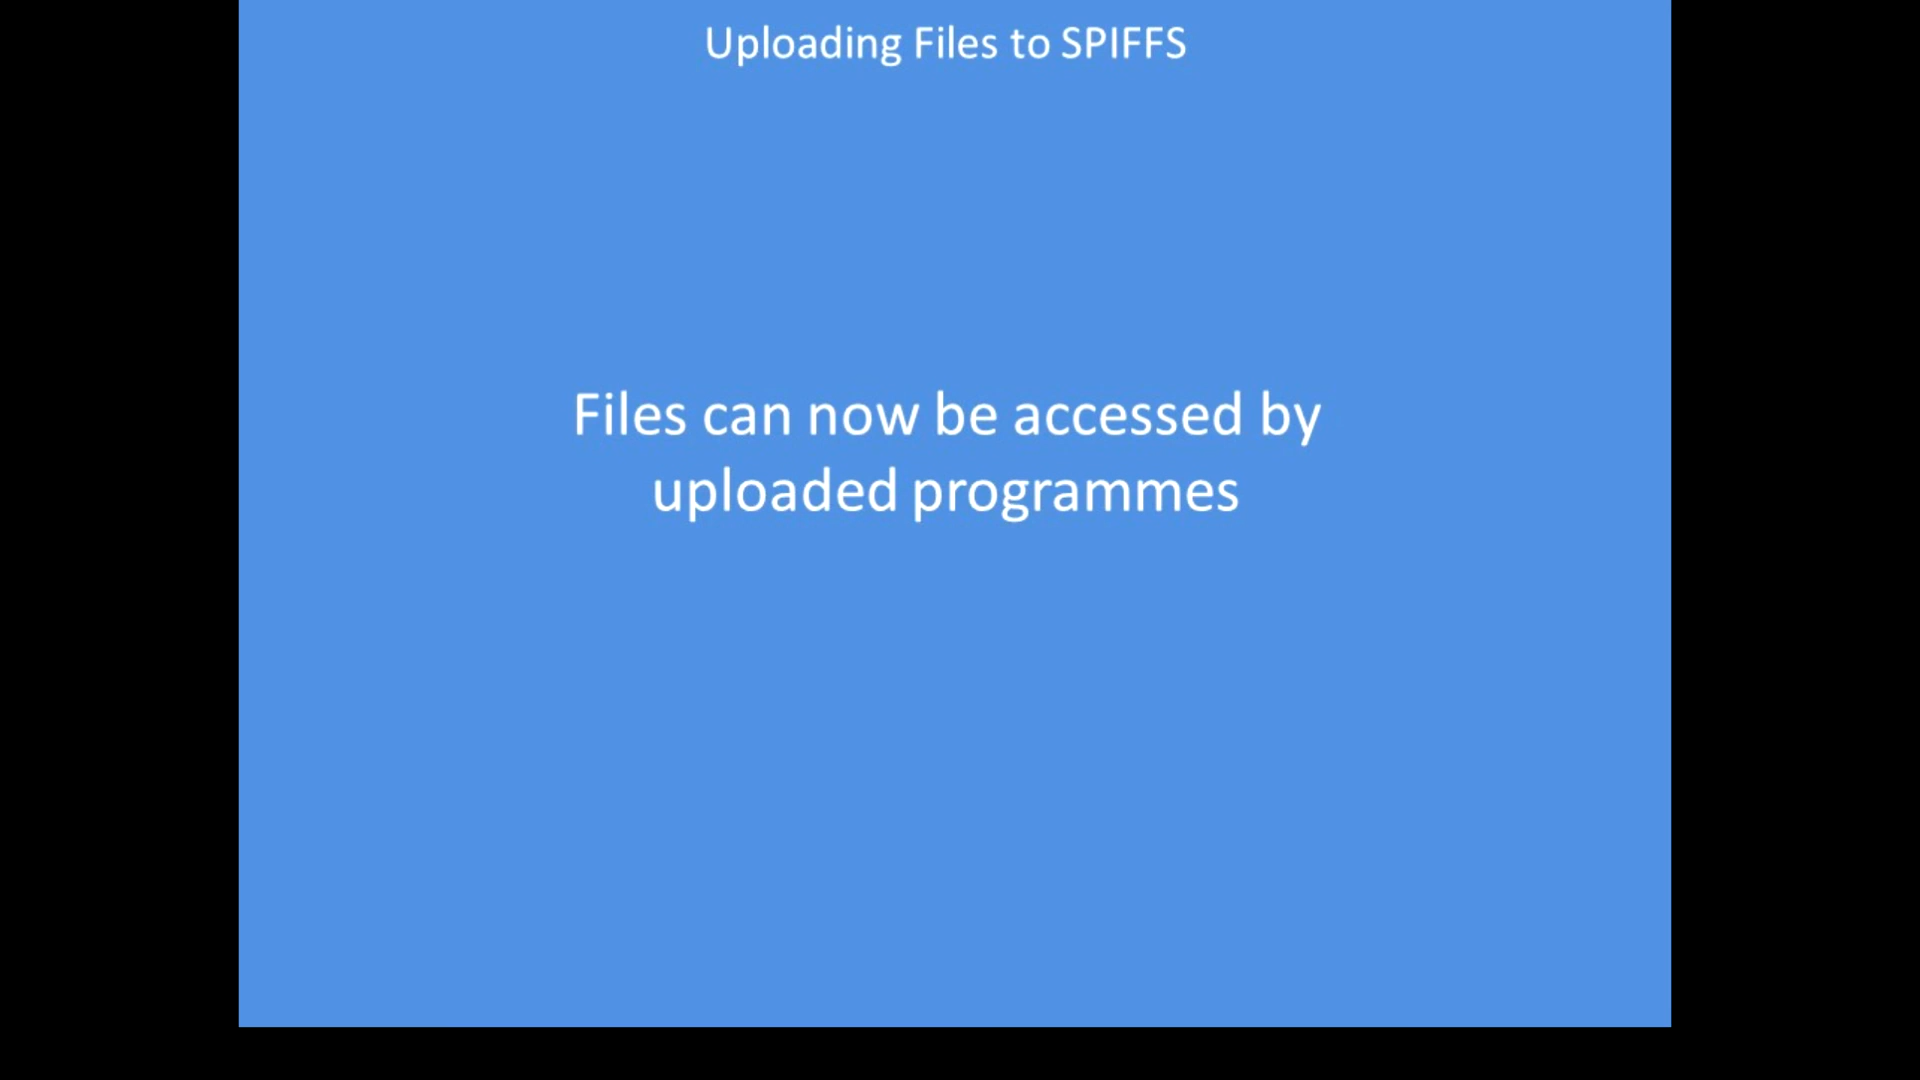 Uploading Files to SPIFFS
Files can now be accessed by
uploaded programmes